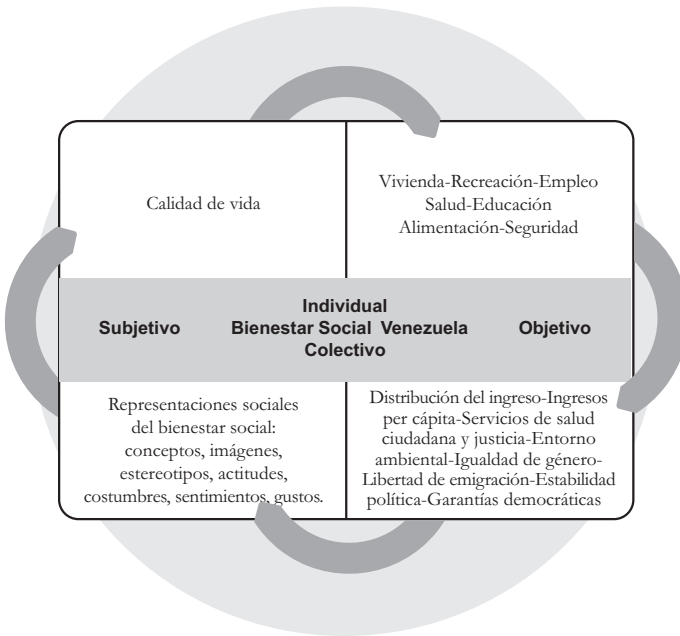 Calidad de vida
Vivienda-Recreación-Empleo
Salud-Educación
Alimentación-Seguridad
Subjetivo
Individual
Bienestar Social Venezuela
Colectivo
Objetivo
Representaciones sociales
del bienestar social:
conceptos, imágenes,
estereotipos, actitudes,
costumbres, sentimientos, gustos.
Distribución del ingreso-Ingresos
per cápita-Servicios de salud
ciudadana y justicia-Entorno
ambiental-Igualdad de género-
Libertad de emigración-Estabilidad
política-Garantías democráticas